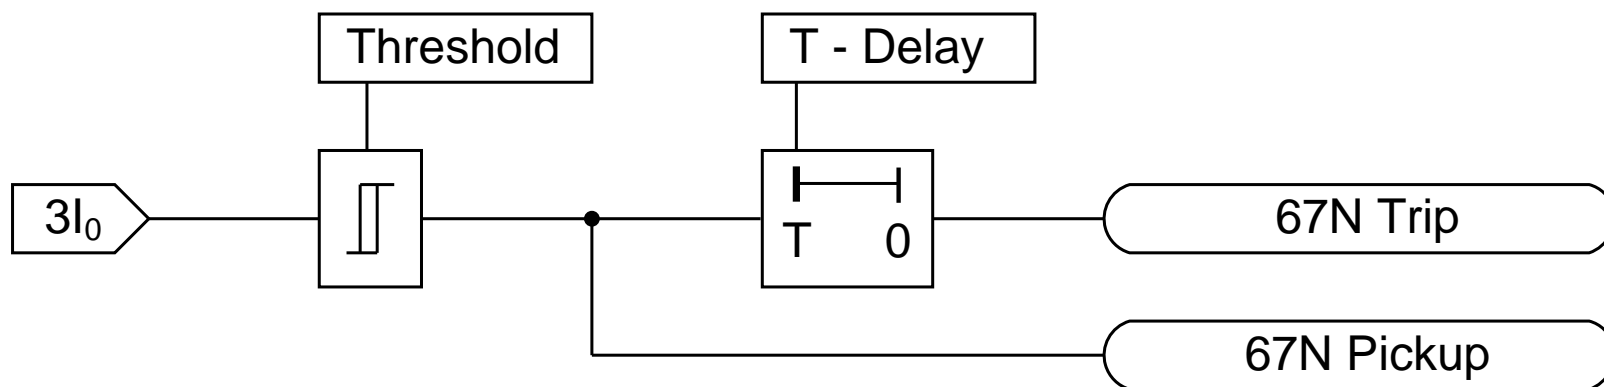 Threshold
T - Delay
3I₀
T 0
67N Trip
67N Pickup